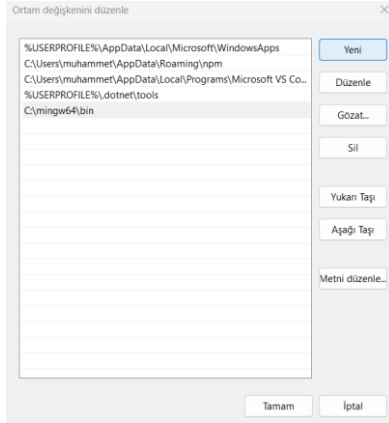 Ortam değişkenini düzenle
%USERPROFILE%\AppData\Local\Microsoft\WindowsApps
Yeni
C:\Users\muhammet\AppData\Roaming\npm
C:\Users\muhammet\AppData\Local\Programs\Microsoft VS Co...
Düzenle
%USERPROFILE%\.dotnet\tools
C:\mingw64\bin
Gözat...
Sil
Yukarı Taşı
Aşağı Taşı
Metni düzenle...
Tamam
İptal